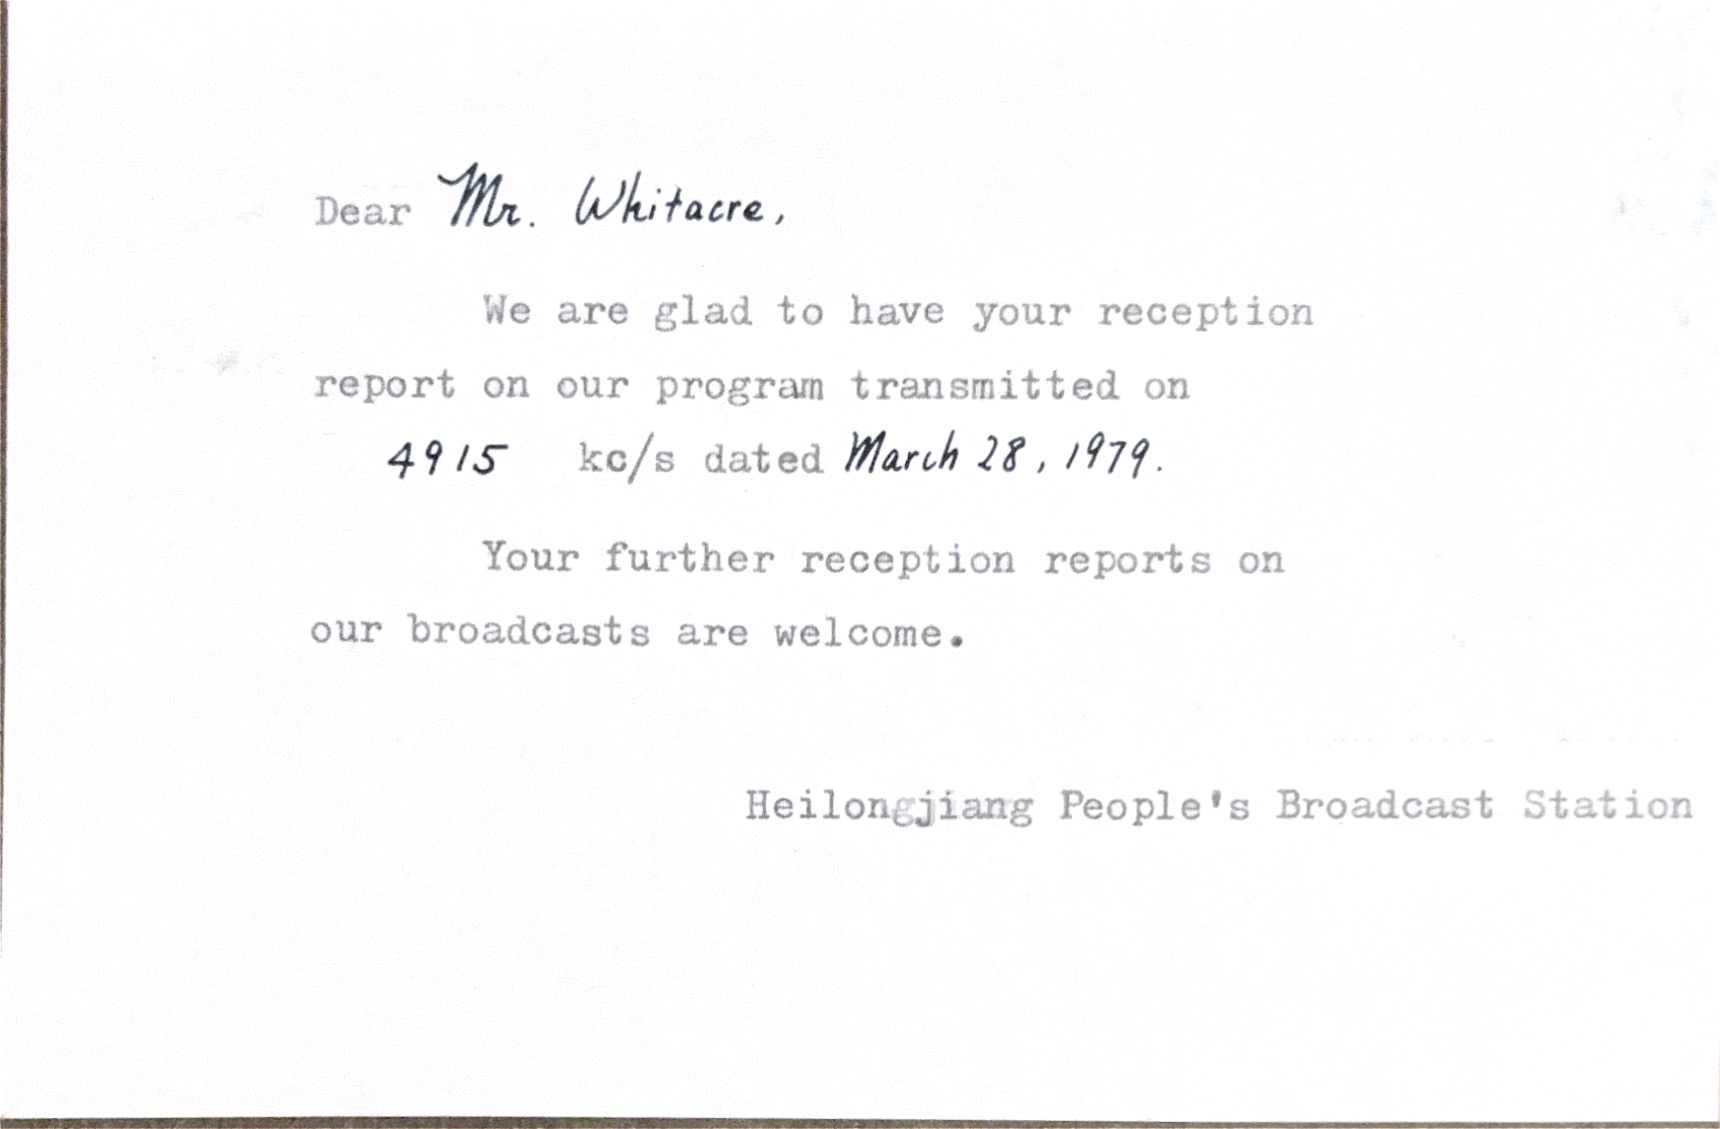 Dear Mr. Whitacre,
We are glad to have your reception
report on our program transmitted on
4915 kc/s dated March 28, 1979.
Your further reception reports on
our broadcasts are welcome.
Heilongjiang People's Broadcast Station